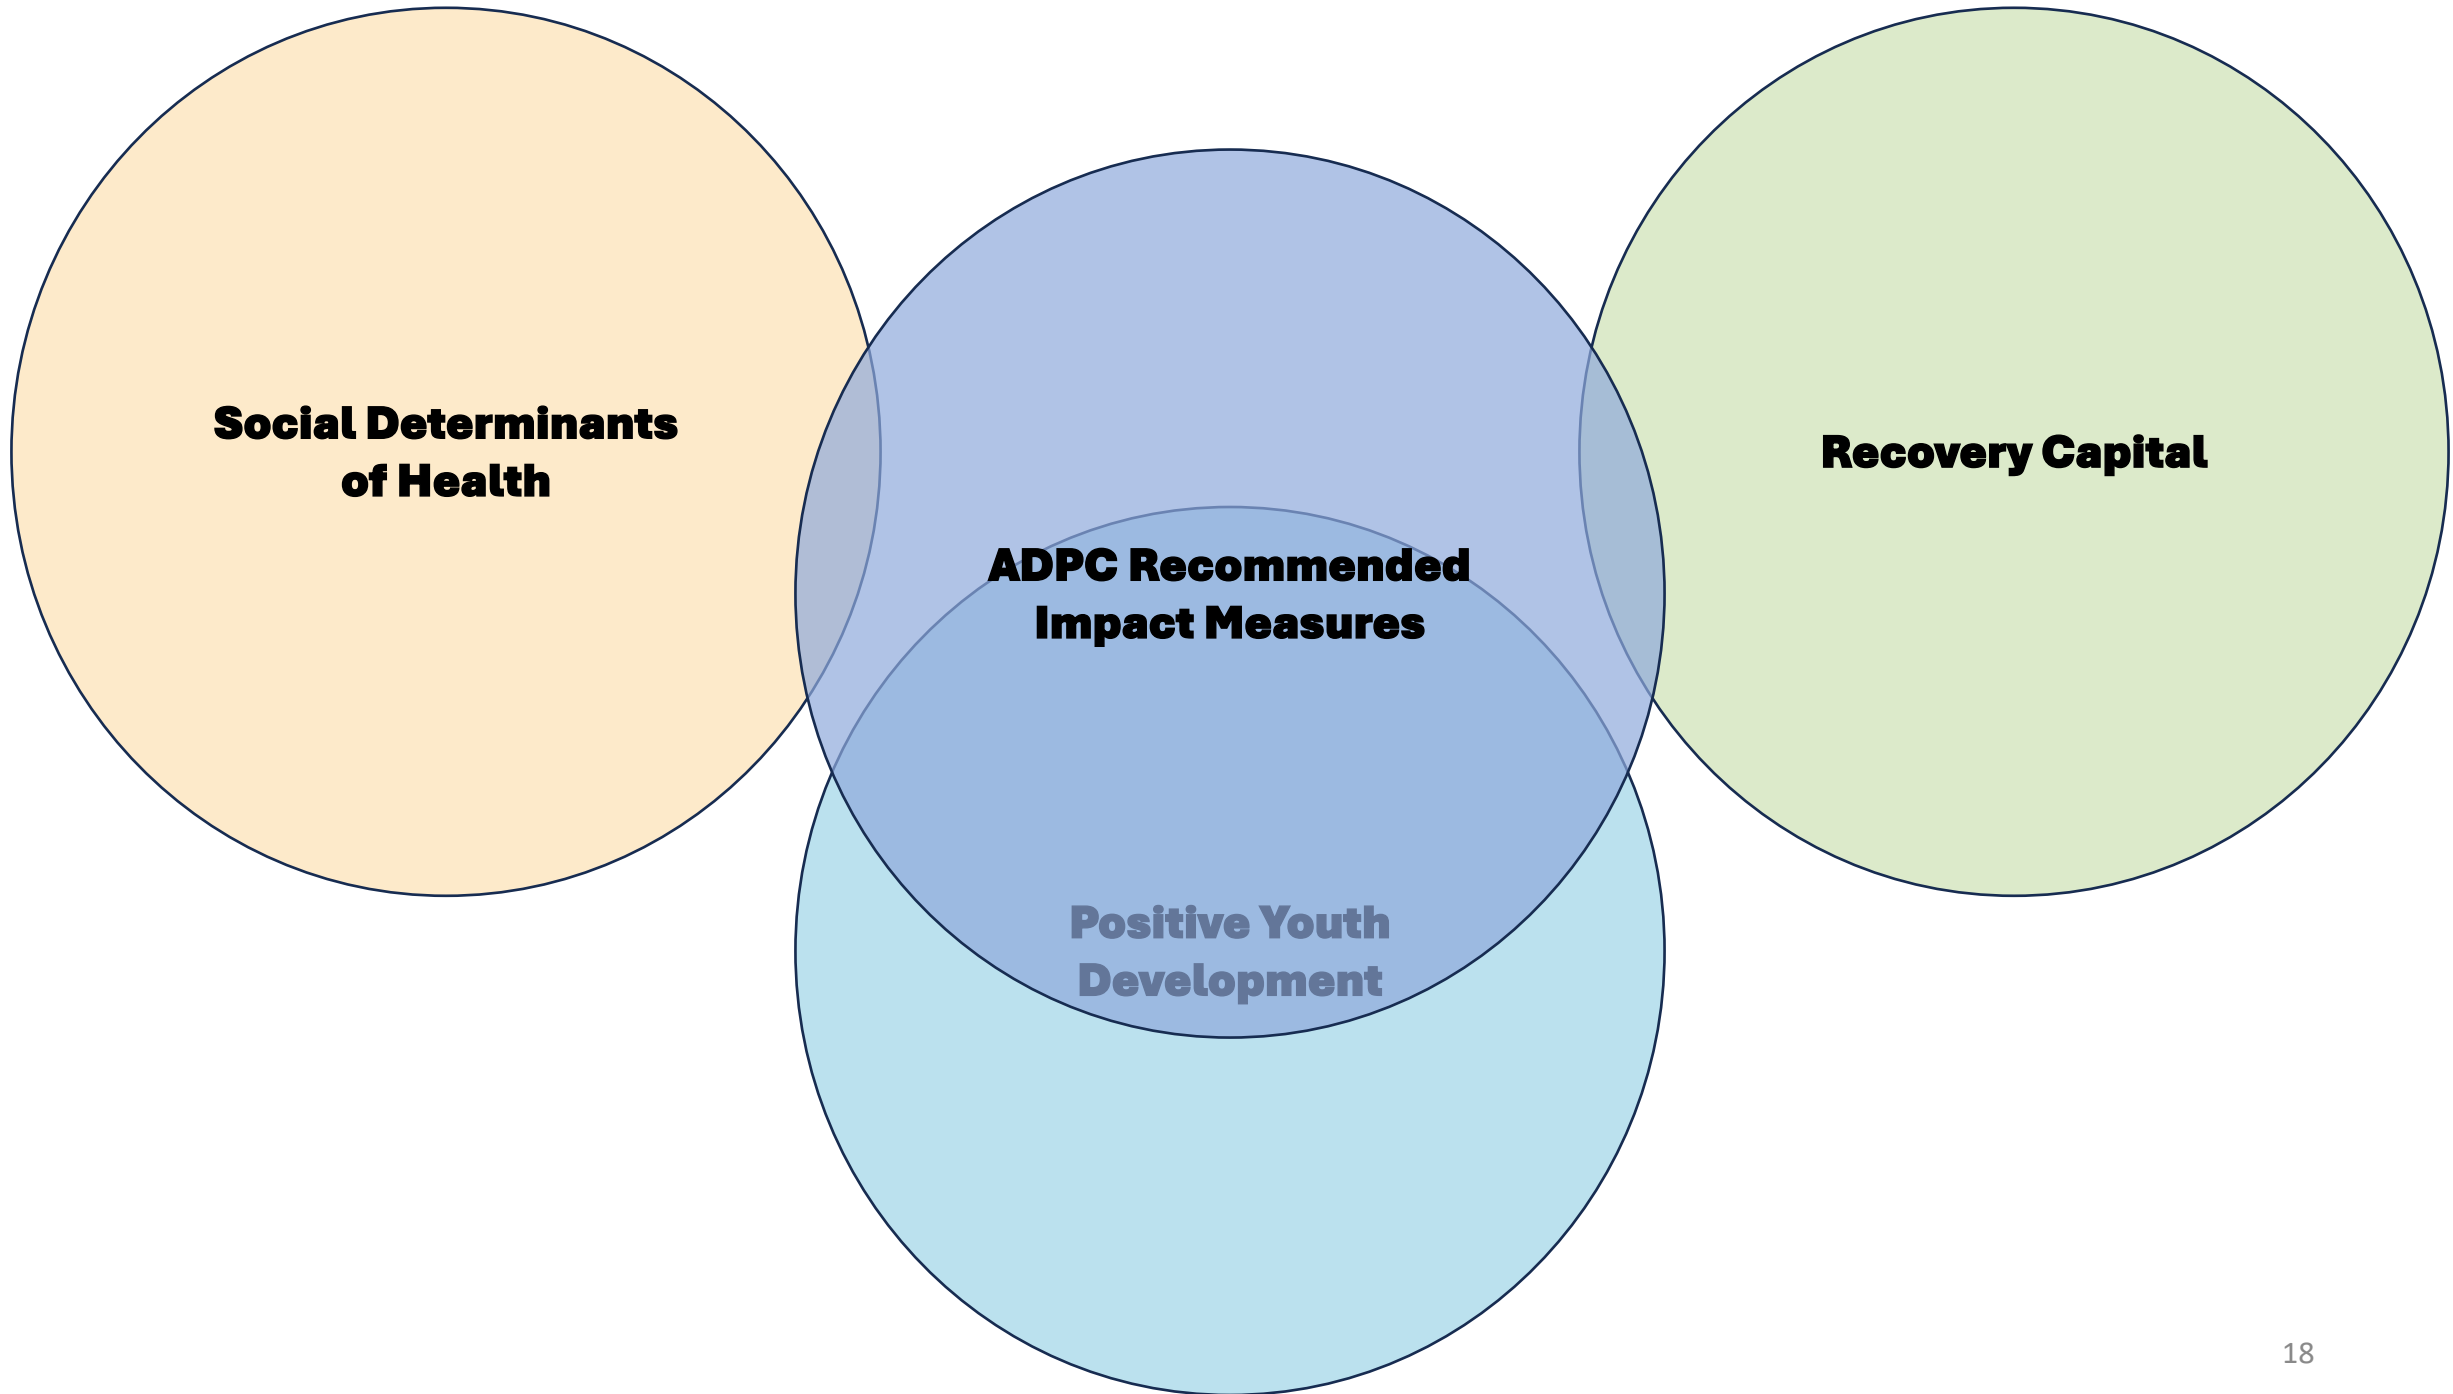 Social Determinants
of Health
Recovery Capital
ADPC Recommended
Impact Measures
Positive Youth
Development
18